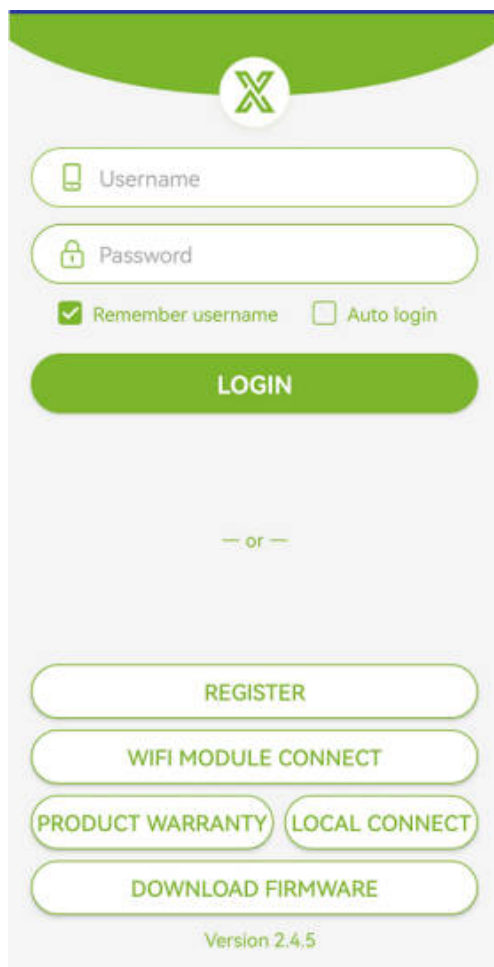 Username
Password
Remember username Auto login
LOGIN
— or —
REGISTER
WIFI MODULE CONNECT
PRODUCT WARRANTY LOCAL CONNECT
DOWNLOAD FIRMWARE
Version 2.4.5